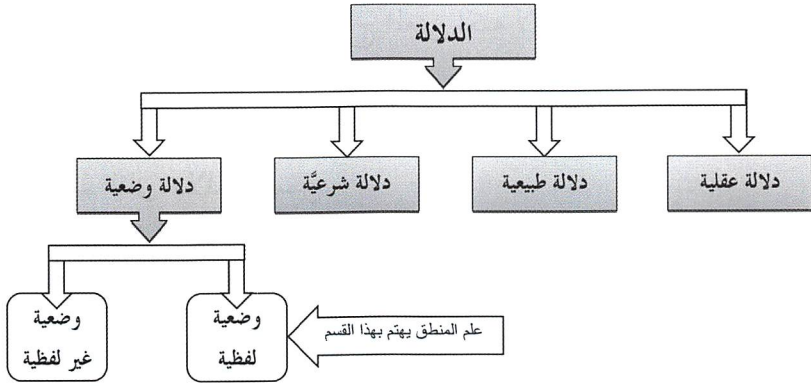 الدلالة
دلالة عقلية
دلالة طبيعية
دلالة شرعيَّة
دلالة وضعية
وضعية
لفظية
وضعية
غير لفظية
علم المنطق يهتم بهذا القسم